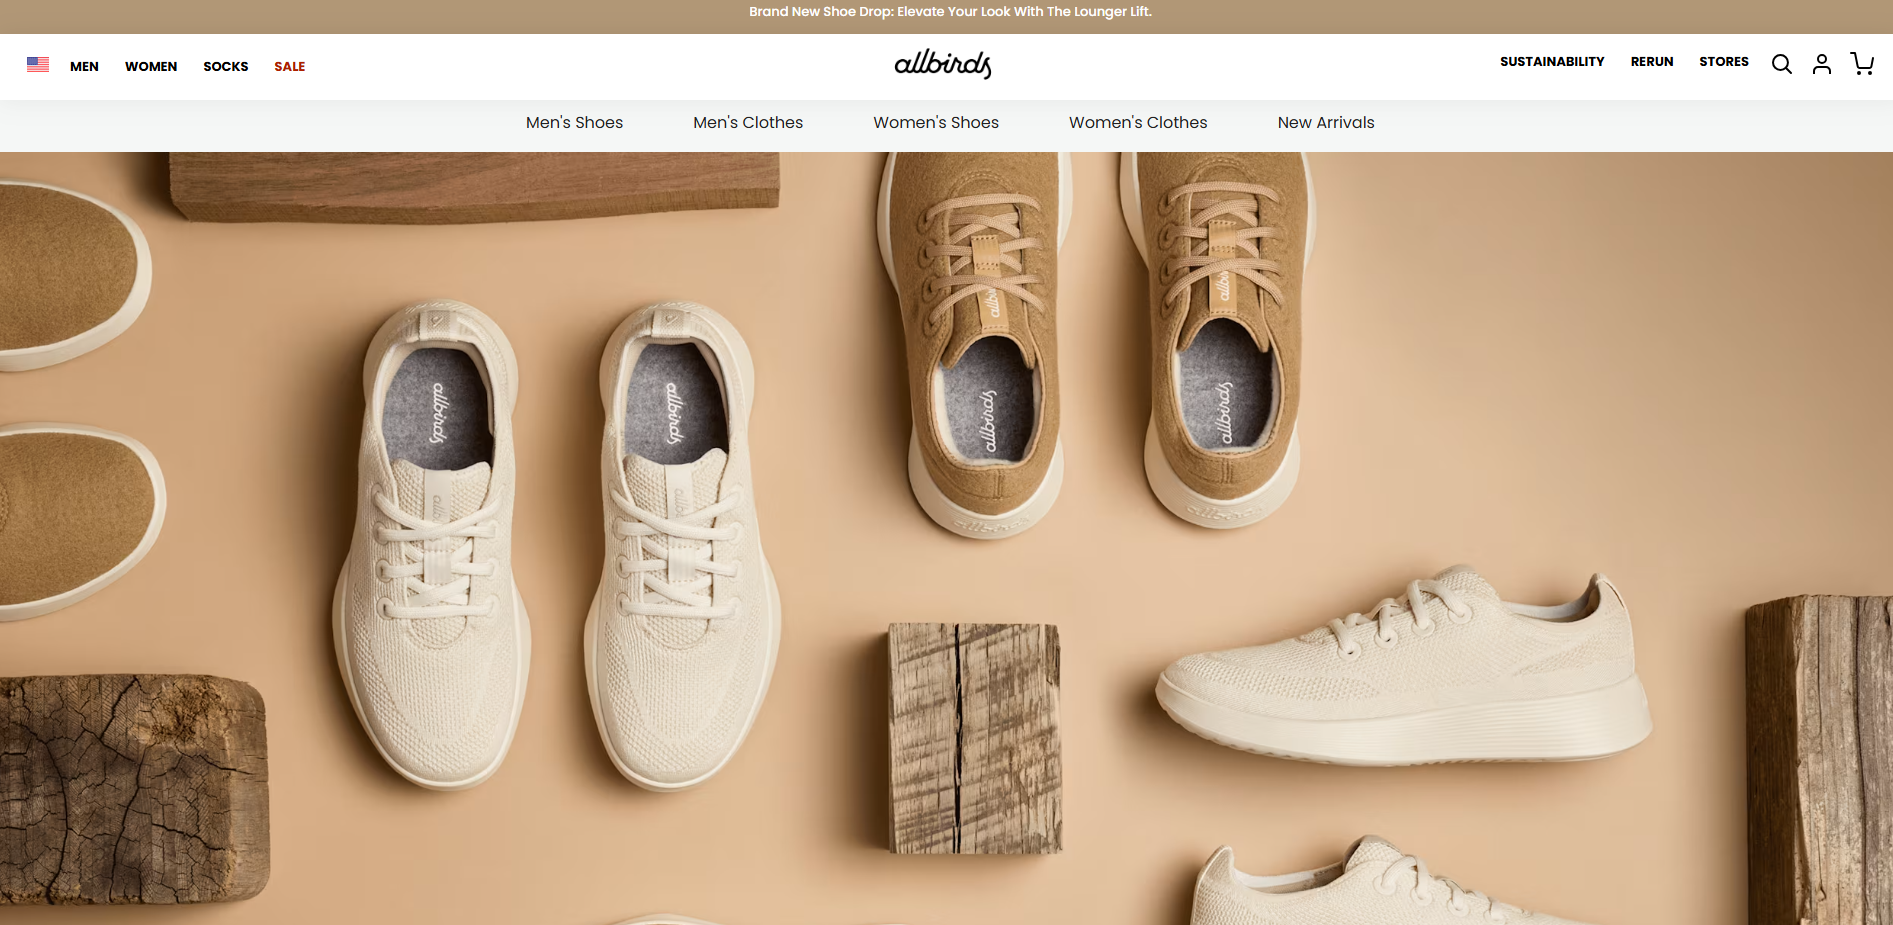 Brand New Shoe Drop: Elevate Your Look With The Lounger Lift.
MEN WOMEN SOCKS SALE
allbirds
SUSTAINABILITY RERUN STORES
Men's Shoes Men's Clothes Women's Shoes Women's Clothes New Arrivals
allbirds
allbirds
allbirds
allbirds
allbirds
allbirds